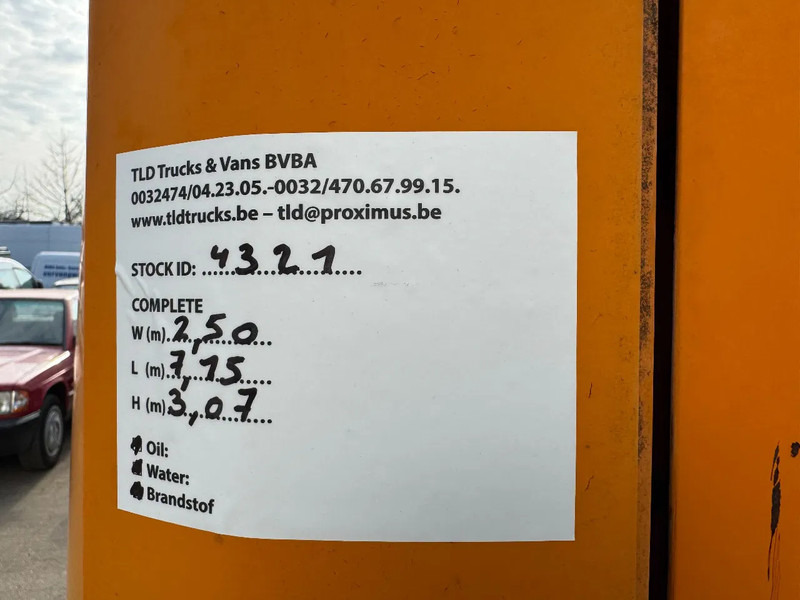 TLD Trucks & Vans BVBA
0032474/04.23.05.-0032/470.67.99.15.
www.tldtrucks.be – tld@proximus.be
STOCK ID: 4321
COMPLETE
W (m) 2,50
L (m) 7,15
H (m) 3,07
Oil:
Water:
Brandstof